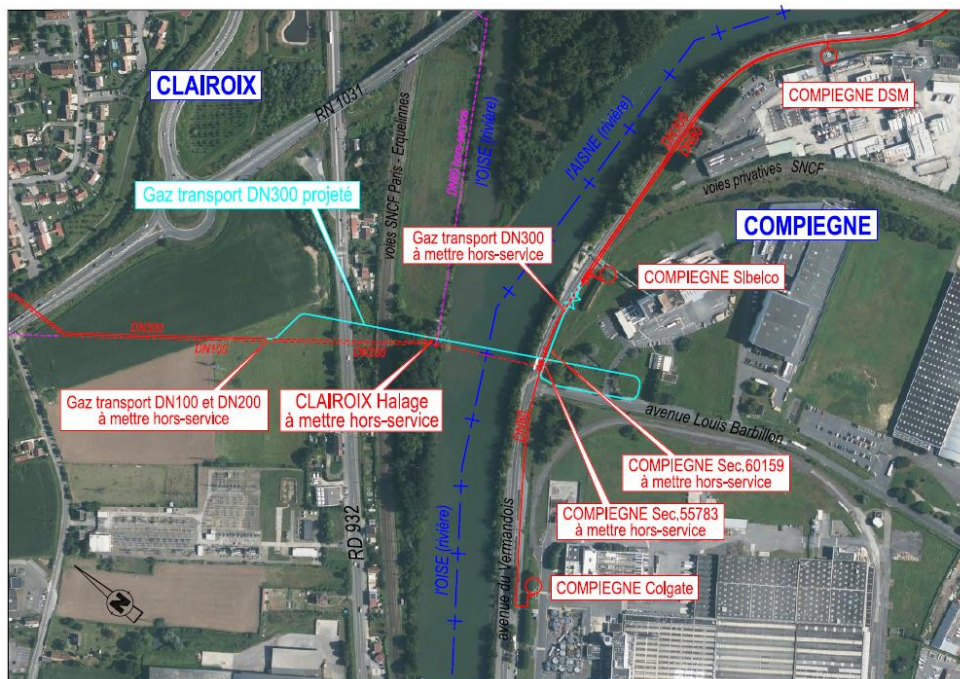 CLAIROIX
RN 1031
voies SNCF Paris - Erquelinnes
l'OISE (rivière)
l'AISNE (rivière)
COMPIEGNE DSM
voies privatives SNCF
Gaz transport DN300 projeté
Gaz transport DN300
à mettre hors-service
COMPIEGNE
COMPIEGNE Sibelco
DN300
DN100
DN200
Gaz transport DN100 et DN200
à mettre hors-service
CLAIROIX Halage
à mettre hors-service
avenue Louis Barbillon
COMPIEGNE Sec,60159
à mettre hors-service
COMPIEGNE Sec,55783
à mettre hors-service
RD 932
l'OISE (rivière)
avenue du Vermandois
COMPIEGNE Colgate
N